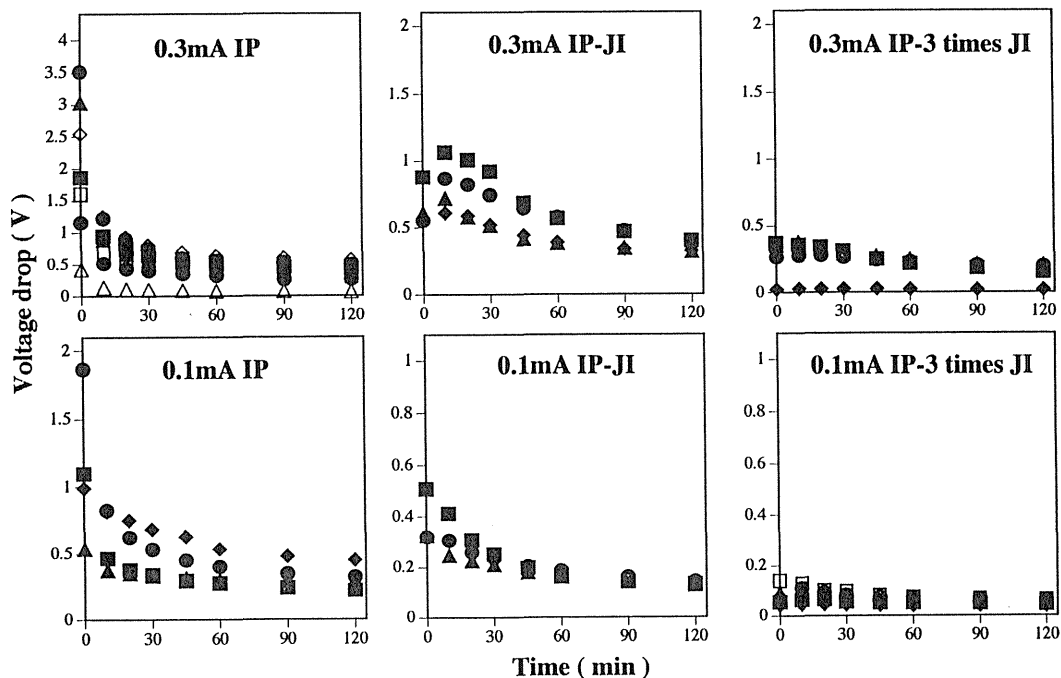 0.3mA IP
4
3.5
3
2.5
2
1.5
1
0.5
0
0 30 60 90 120
0.3mA IP-JI
2
1.5
1
0.5
0
0 30 60 90 120
0.3mA IP-3 times JI
2
1.5
1
0.5
0
0 30 60 90 120
Voltage drop ( V )
0.1mA IP
2
1.5
1
0.5
0
0 30 60 90 120
0.1mA IP-JI
1
0.8
0.6
0.4
0.2
0
0 30 60 90 120
0.1mA IP-3 times JI
1
0.8
0.6
0.4
0.2
0
0 30 60 90 120
Time ( min )